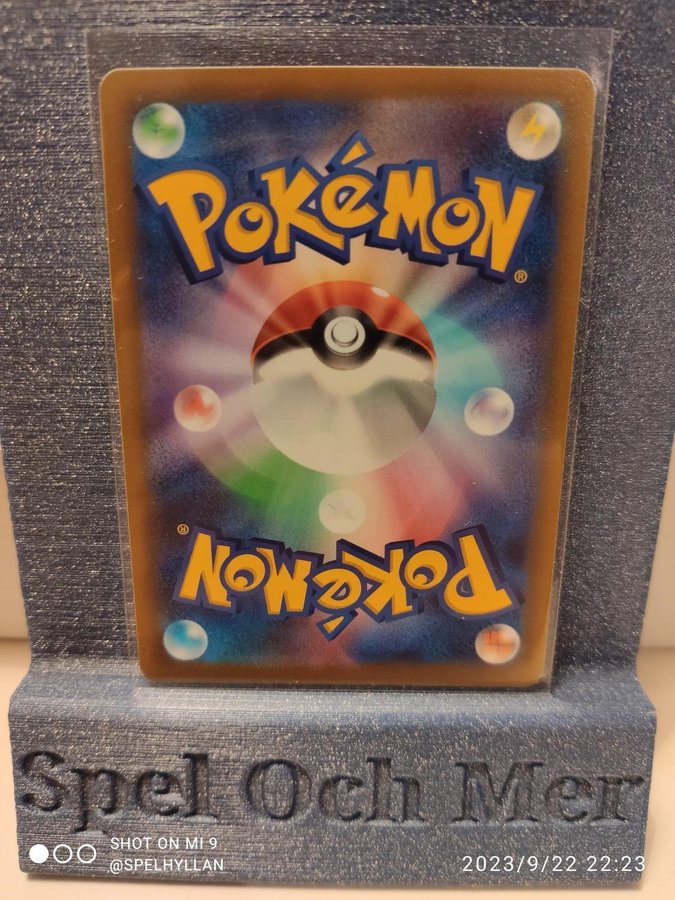 POKéMON
®
®
POKéMON
Spel Och Mer
SHOT ON MI 9
@SPELHYLLAN
2023/9/22 22:23